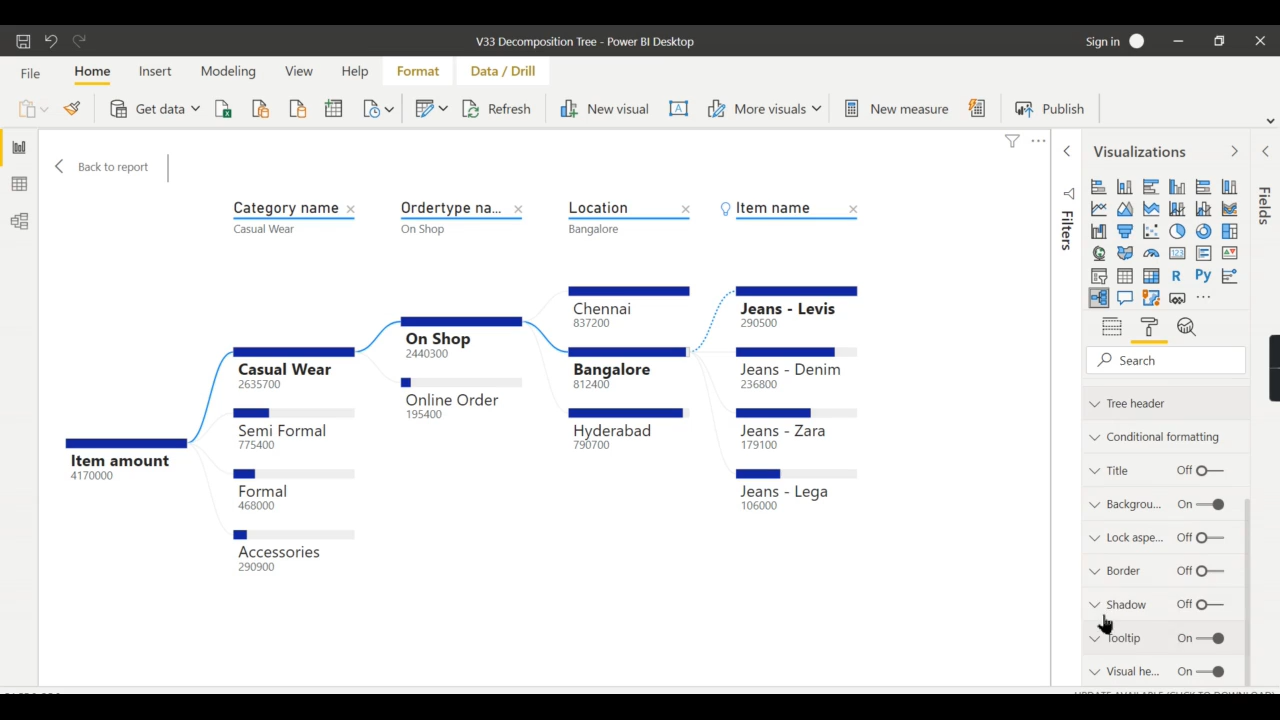 V33 Decomposition Tree - Power BI Desktop
Sign in
File Home Insert Modeling View Help Format Data / Drill
Get data Refresh New visual More visuals New measure Publish
Back to report
Category name Ordertype na... Location Item name
Casual Wear On Shop Bangalore
Item amount
4170000
Casual Wear
2635700
Semi Formal
775400
Formal
468000
Accessories
290900
On Shop
2440300
Online Order
195400
Chennai
837200
Bangalore
812400
Hyderabad
790700
Jeans - Levis
290500
Jeans - Denim
236800
Jeans - Zara
179100
Jeans - Lega
106000
Filters
Visualizations
R Py
123
Search
Tree header
Conditional formatting
Title Off
Backgrou... On
Lock aspe... Off
Border Off
Shadow Off
Tooltip On
Visual he... On
Fields